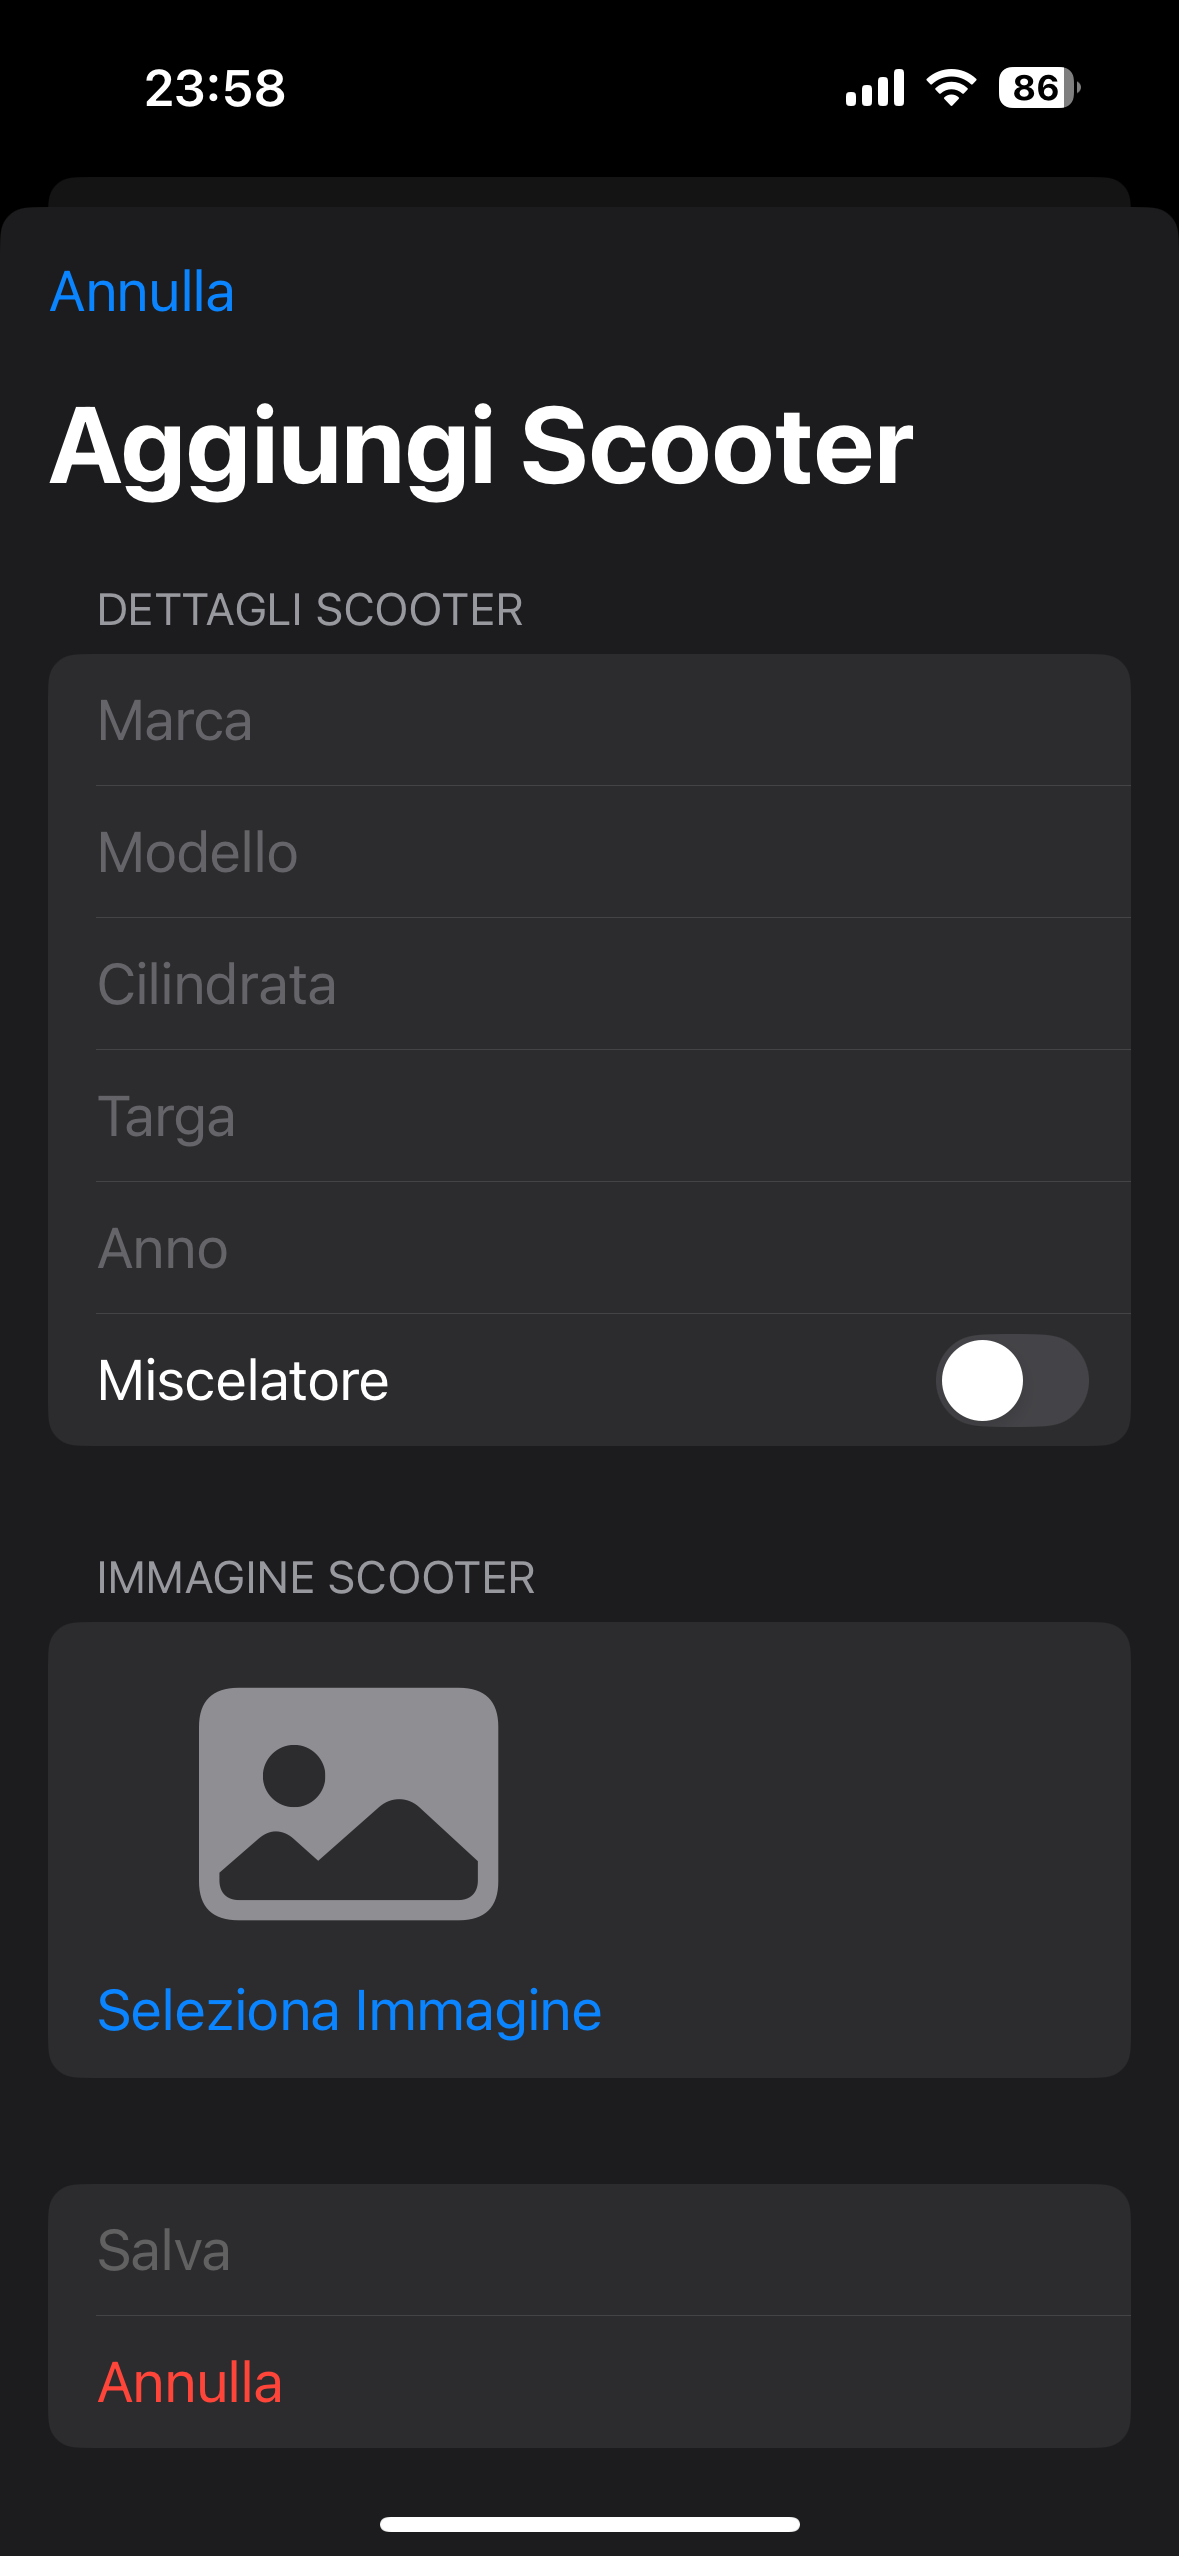 23:58
86
Annulla
Aggiungi Scooter
DETTAGLI SCOOTER
Marca
Modello
Cilindrata
Targa
Anno
Miscelatore
IMMAGINE SCOOTER
Seleziona Immagine
Salva
Annulla